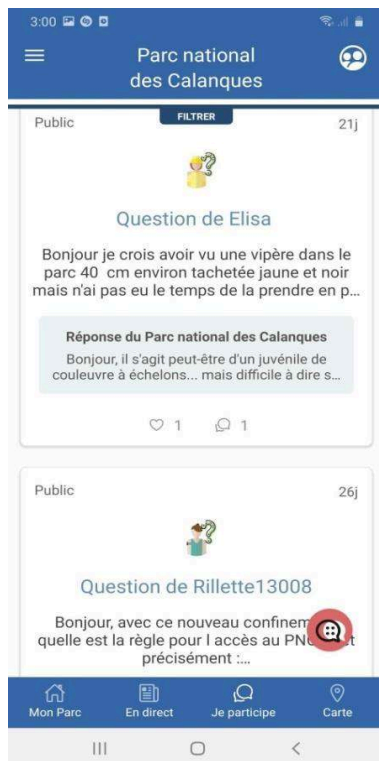 3:00
Parc national
des Calanques
FILTRER
Public 21j
Question de Elisa
Bonjour je crois avoir vu une vipère dans le
parc 40 cm environ tachetée jaune et noir
mais n'ai pas eu le temps de la prendre en p...
Réponse du Parc national des Calanques
Bonjour, il s'agit peut-être d'un juvénile de
couleuvre à échelons... mais difficile à dire s...
1 1
Public 26j
Question de Rillette13008
Bonjour, avec ce nouveau
quelle est la règle pour l accès au
précisément :...
Mon Parc En direct Je participe Carte